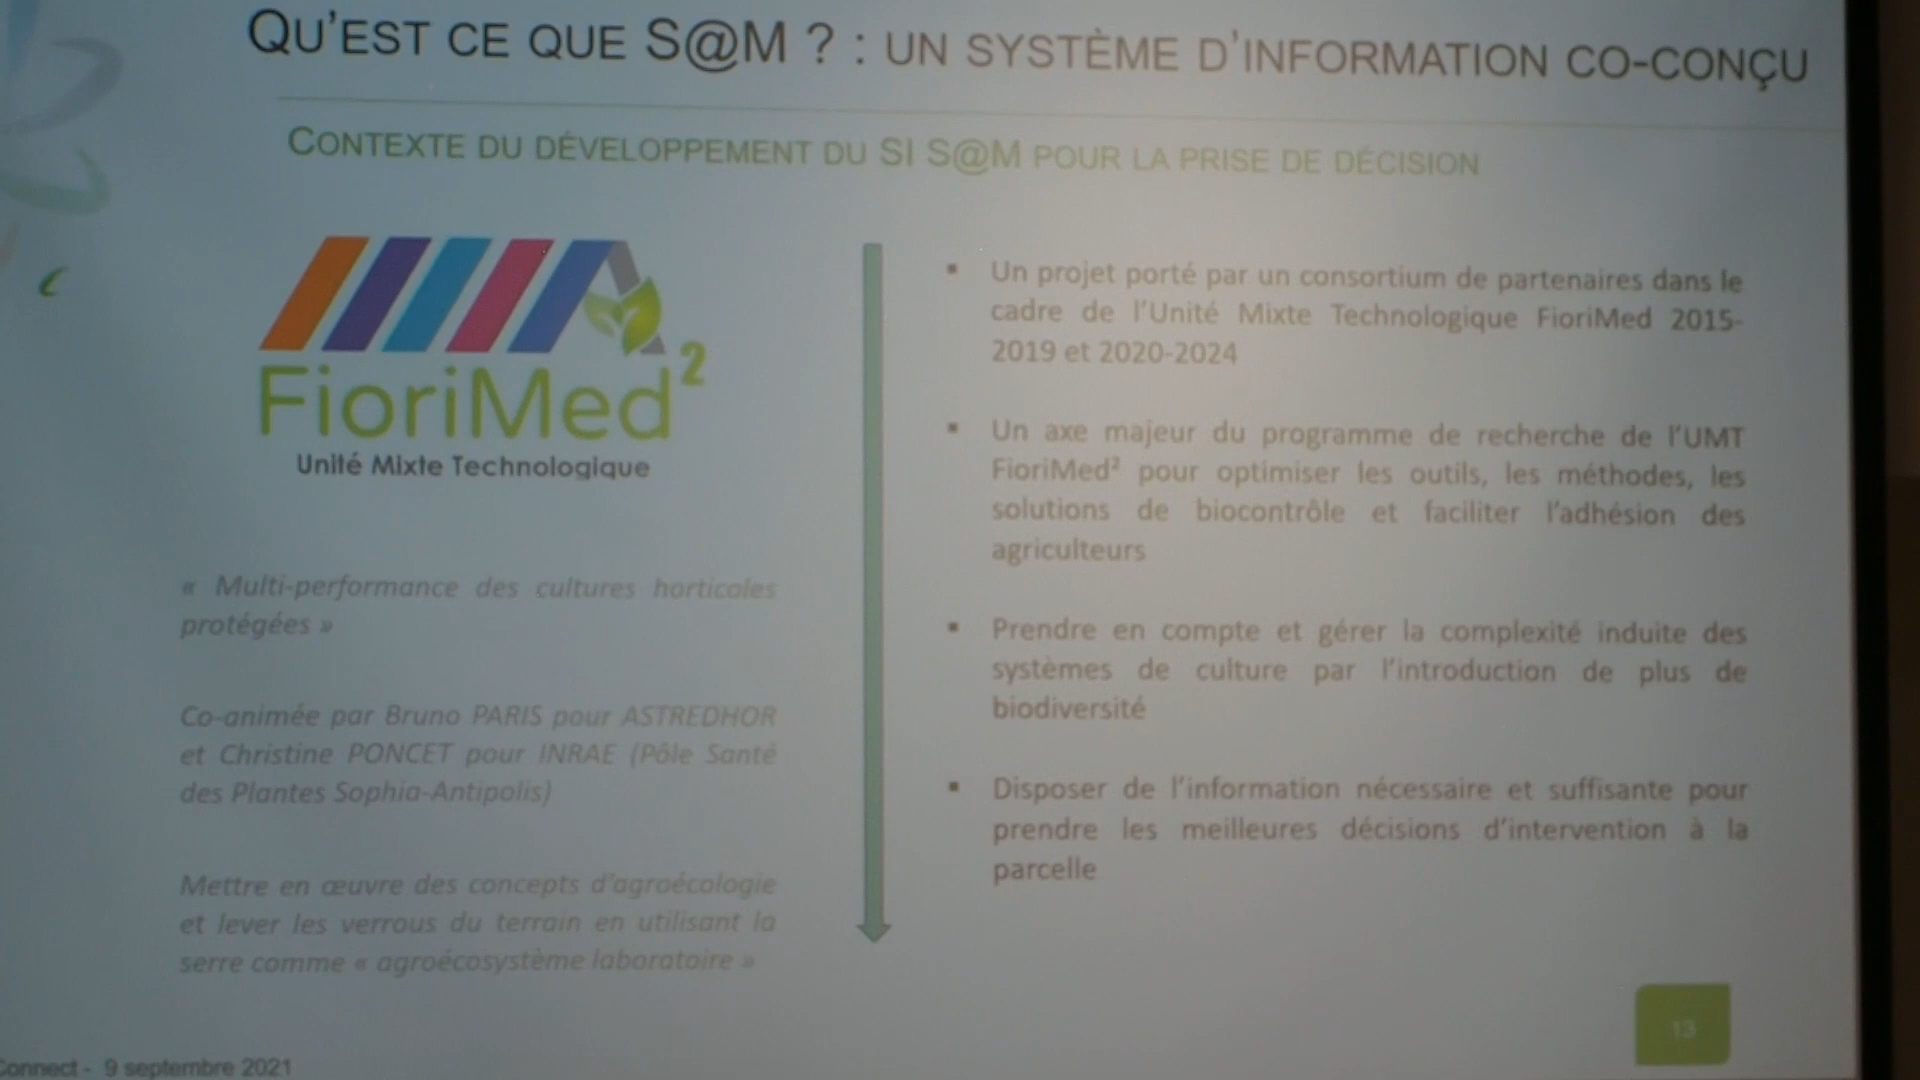 QU'EST CE QUE S@M ? : UN SYSTÈME D'INFORMATION CO-CONÇU
CONTEXTE DU DÉVELOPPEMENT DU SI S@M POUR LA PRISE DE DÉCISION
FioriMed²
Unité Mixte Technologique
« Multi-performance des cultures horticoles
protégées »
Co-animée par Bruno PARIS pour ASTREDHOR
et Christine PONCET pour INRAE (Pôle Santé
des Plantes Sophia-Antipolis)
Mettre en œuvre des concepts d'agroécologie
et lever les verrous du terrain en utilisant la
serre comme « agroécosystème laboratoire »
▪ Un projet porté par un consortium de partenaires dans le
cadre de l'Unité Mixte Technologique FioriMed 2015-
2019 et 2020-2024
▪ Un axe majeur du programme de recherche de l'UMT
FioriMed² pour optimiser les outils, les méthodes, les
solutions de biocontrôle et faciliter l'adhésion des
agriculteurs
▪ Prendre en compte et gérer la complexité induite des
systèmes de culture par l'introduction de plus de
biodiversité
▪ Disposer de l'information nécessaire et suffisante pour
prendre les meilleures décisions d'intervention à la
parcelle
13
Connect - 9 septembre 2021